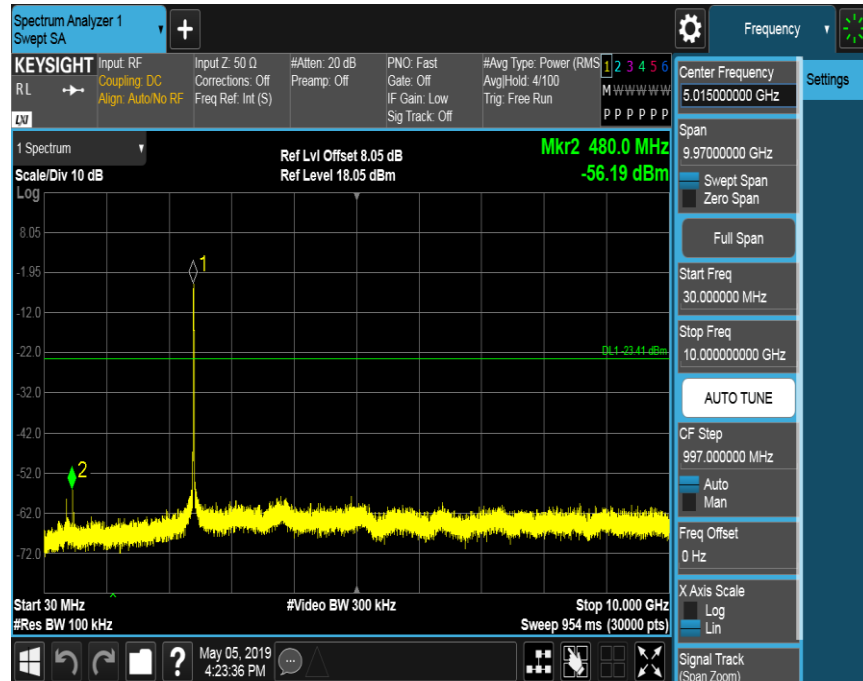 Spectrum Analyzer 1
Swept SA
+
Frequency
KEYSIGHT
RL
LXI
Input: RF
Coupling: DC
Align: Auto/No RF
Input Z: 50 Ω
Corrections: Off
Freq Ref: Int (S)
#Atten: 20 dB
Preamp: Off
PNO: Fast
Gate: Off
IF Gain: Low
Sig Track: Off
#Avg Type: Power (RMS
Avg|Hold: 4/100
Trig: Free Run
1 2 3 4 5 6
M W W W W W
P P P P P P
Center Frequency
5.015000000 GHz
Settings
1 Spectrum
Ref Lvl Offset 8.05 dB
Mkr2 480.0 MHz
Scale/Div 10 dB
Ref Level 18.05 dBm
-56.19 dBm
Log
8.05
-1.95
-12.0
-22.0
-32.0
-42.0
-52.0
-62.0
-72.0
1
2
DL1 -23.41 dBm
Start 30 MHz
#Video BW 300 kHz
Stop 10.000 GHz
#Res BW 100 kHz
Sweep 954 ms (30000 pts)
Span
9.97000000 GHz
Swept Span
Zero Span
Full Span
Start Freq
30.000000 MHz
Stop Freq
10.000000000 GHz
AUTO TUNE
CF Step
997.000000 MHz
Auto
Man
Freq Offset
0 Hz
X Axis Scale
Log
Lin
Signal Track
(Span Zoom)
?
May 05, 2019
4:23:36 PM